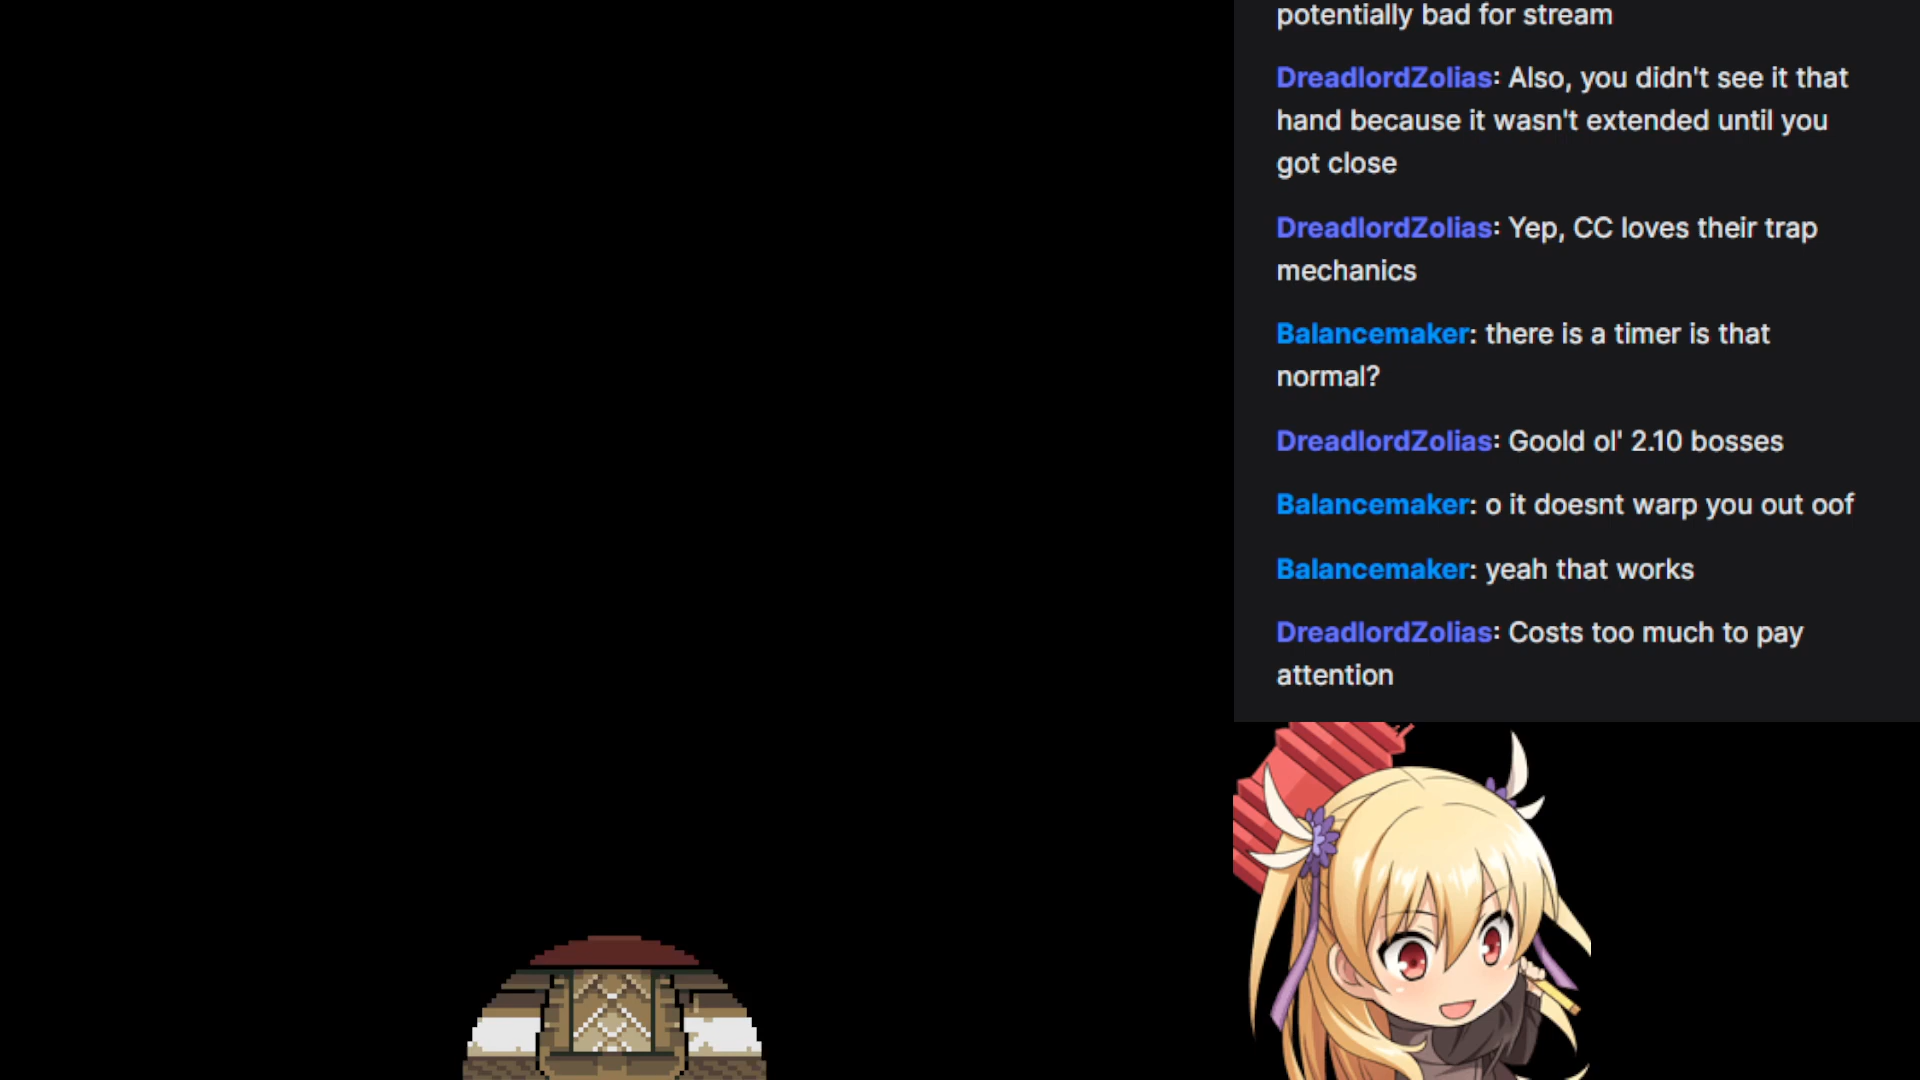 potentially bad for stream
DreadlordZolias: Also, you didn't see it that
hand because it wasn't extended until you
got close
DreadlordZolias: Yep, CC loves their trap
mechanics
Balancemaker: there is a timer is that
normal?
DreadlordZolias: Goold ol' 2.10 bosses
Balancemaker: o it doesnt warp you out oof
Balancemaker: yeah that works
DreadlordZolias: Costs too much to pay
attention